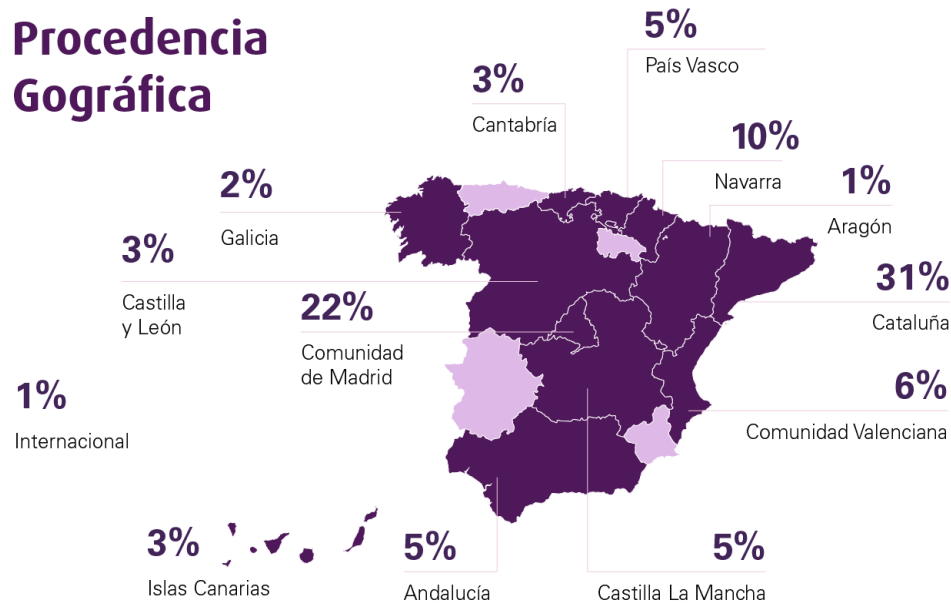 Procedencia
Gográfica
5%
País Vasco
3%
Cantabría
10%
Navarra
2%
Galicia
1%
Aragón
3%
Castilla
y León
31%
Cataluña
22%
Comunidad
de Madrid
1%
Internacional
6%
Comunidad Valenciana
3%
Islas Canarias
5%
Andalucía
5%
Castilla La Mancha